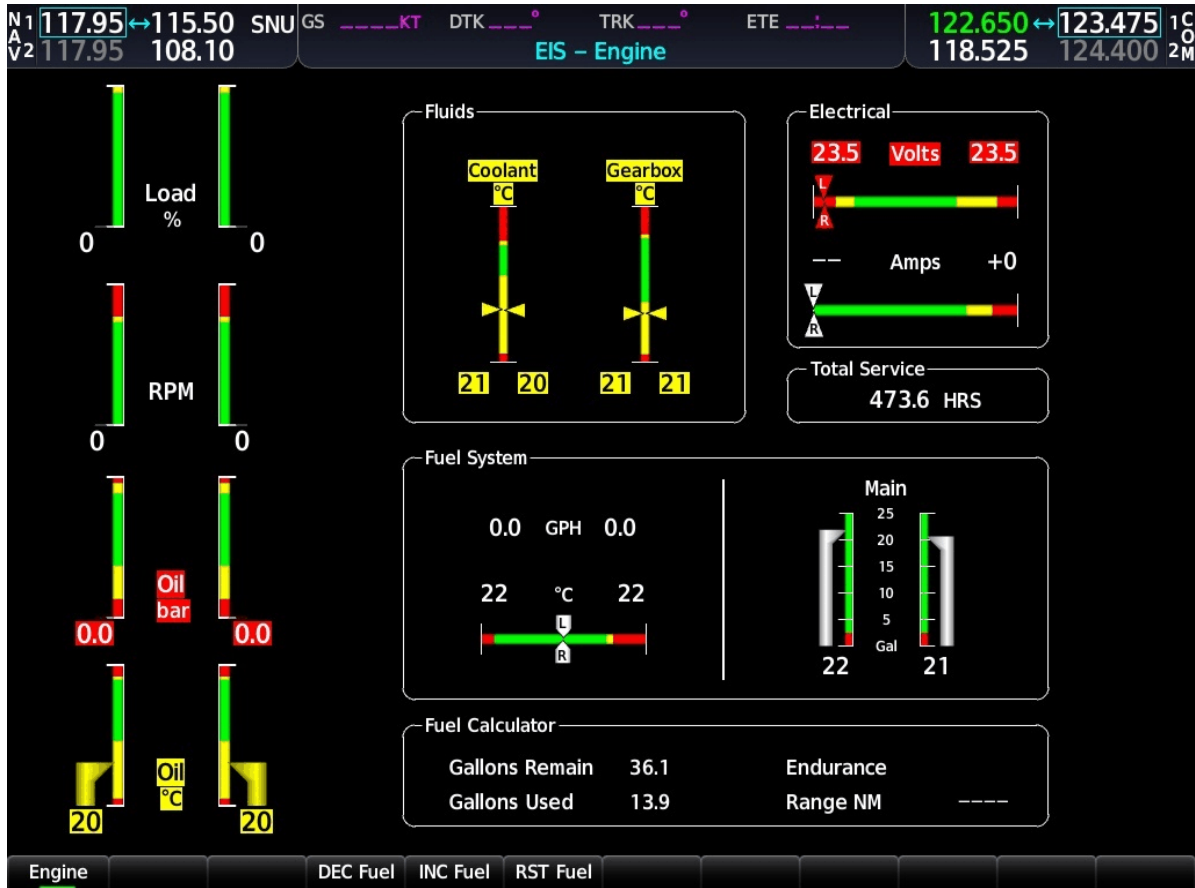 N 1 117.95 ↔ 115.50 SNU
A
V 2 117.95 108.10
GS ____KT DTK ___° TRK ___° ETE __:__
EIS – Engine
122.650 ↔ 123.475 1 C
O
118.525 124.400 2 M
Load
%
0 0
RPM
0 0
Oil
bar
0.0 0.0
Oil
°C
20 20
Fluids
Coolant Gearbox
°C °C
21 20 21 21
Electrical
23.5 Volts 23.5
L
R
-- Amps +0
L
R
Total Service
473.6 HRS
Fuel System
0.0 GPH 0.0
22 °C 22
L
R
Main
25
20
15
10
5
Gal
22 21
Fuel Calculator
Gallons Remain 36.1 Endurance
Gallons Used 13.9 Range NM ----
Engine DEC Fuel INC Fuel RST Fuel